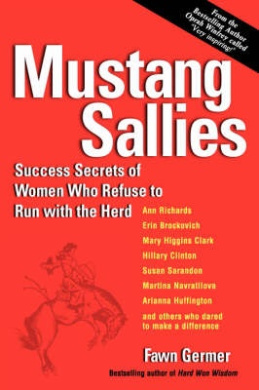 From the
Bestselling Author
Oprah Winfrey called
"Very Inspiring!"
Mustang
Sallies
Success Secrets of
Women Who Refuse to
Run with the Herd
Ann Richards
Erin Brockovich
Mary Higgins Clark
Hillary Clinton
Susan Sarandon
Martina Navratilova
Arianna Huffington
and others who dared
to make a difference
Fawn Germer
Bestselling author of Hard Won Wisdom